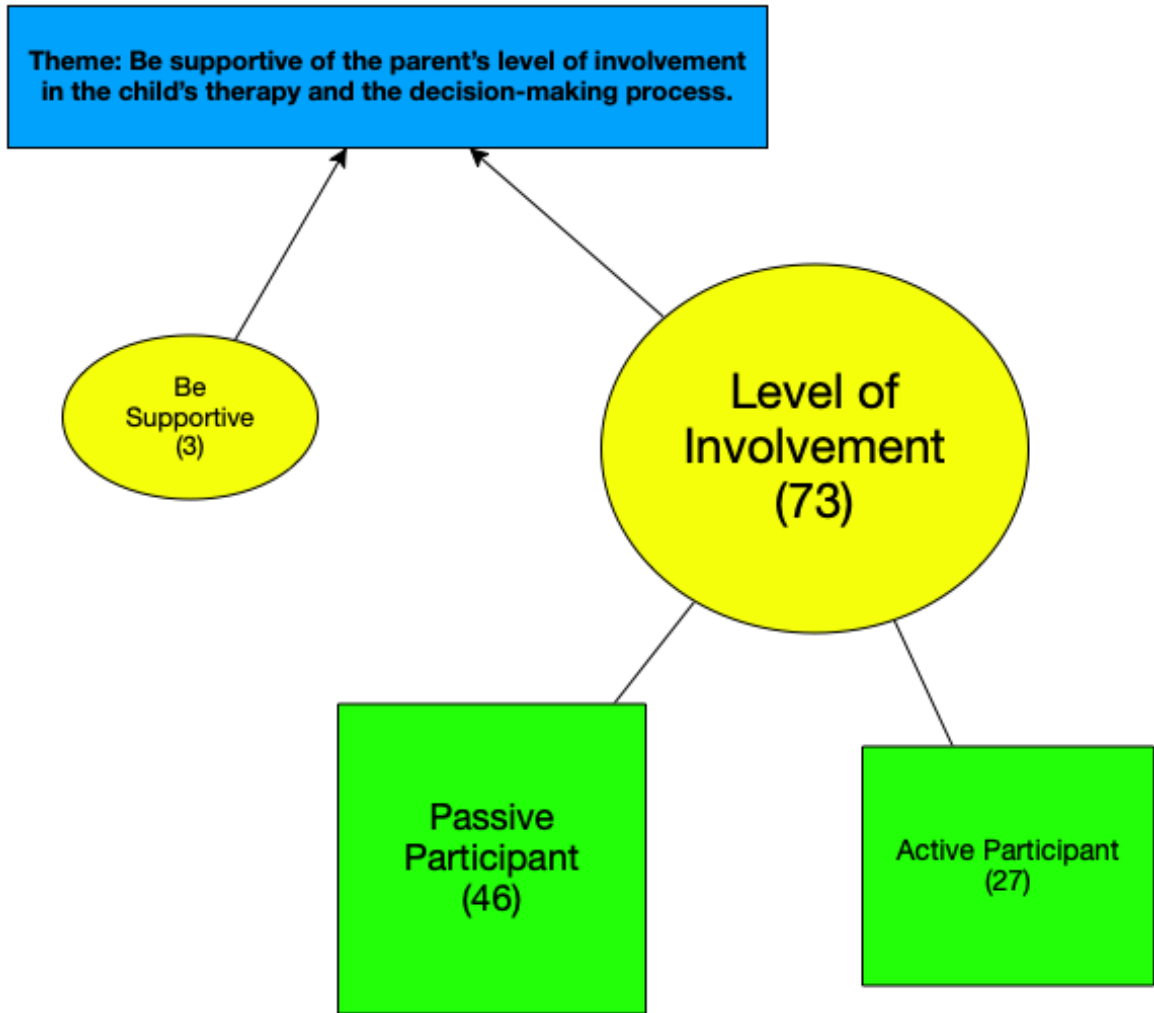 Theme: Be supportive of the parent’s level of involvement
in the child’s therapy and the decision-making process.
Be
Supportive
(3)
Level of
Involvement
(73)
Passive
Participant
(46)
Active Participant
(27)